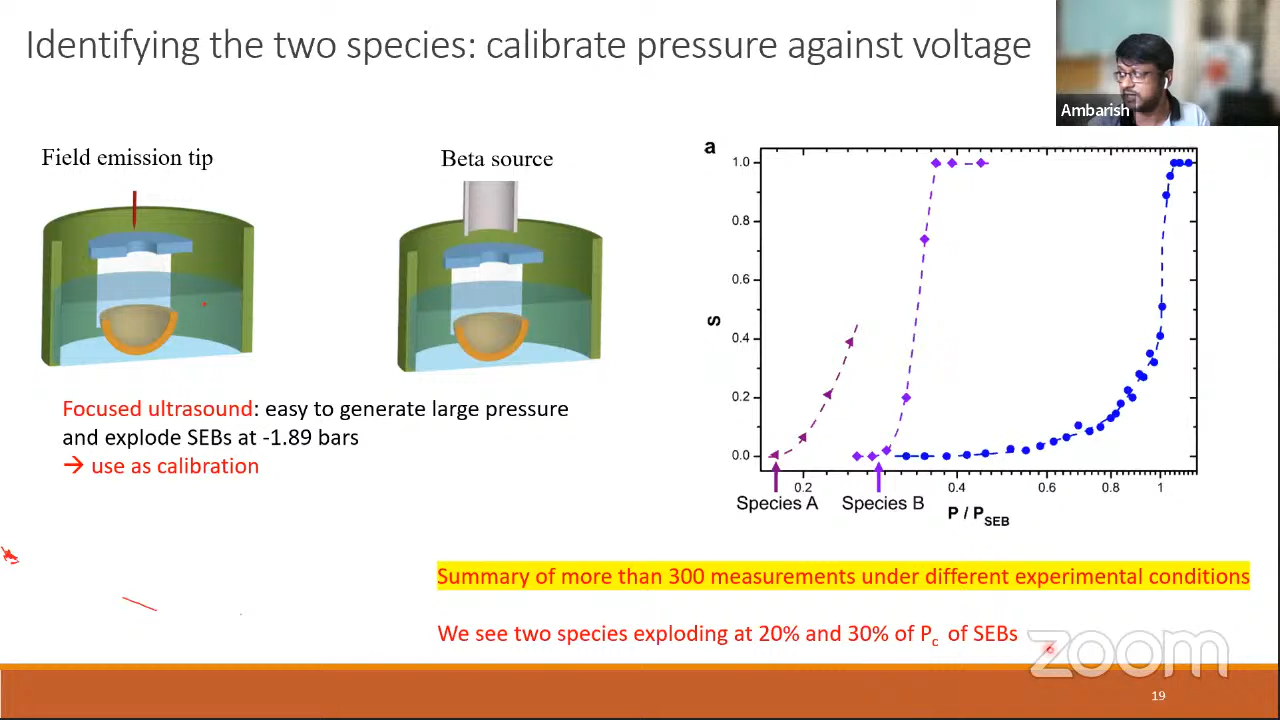 Identifying the two species: calibrate pressure against voltage
Ambarish
Field emission tip
Beta source
a
1.0
0.8
0.6
0.4
0.2
0.0
S
0.2
0.4
0.6
0.8
1
Species A
Species B
P / P_SEB
Focused ultrasound: easy to generate large pressure
and explode SEBs at -1.89 bars
→ use as calibration
Summary of more than 300 measurements under different experimental conditions
We see two species exploding at 20% and 30% of P_c of SEBs
zoom
19